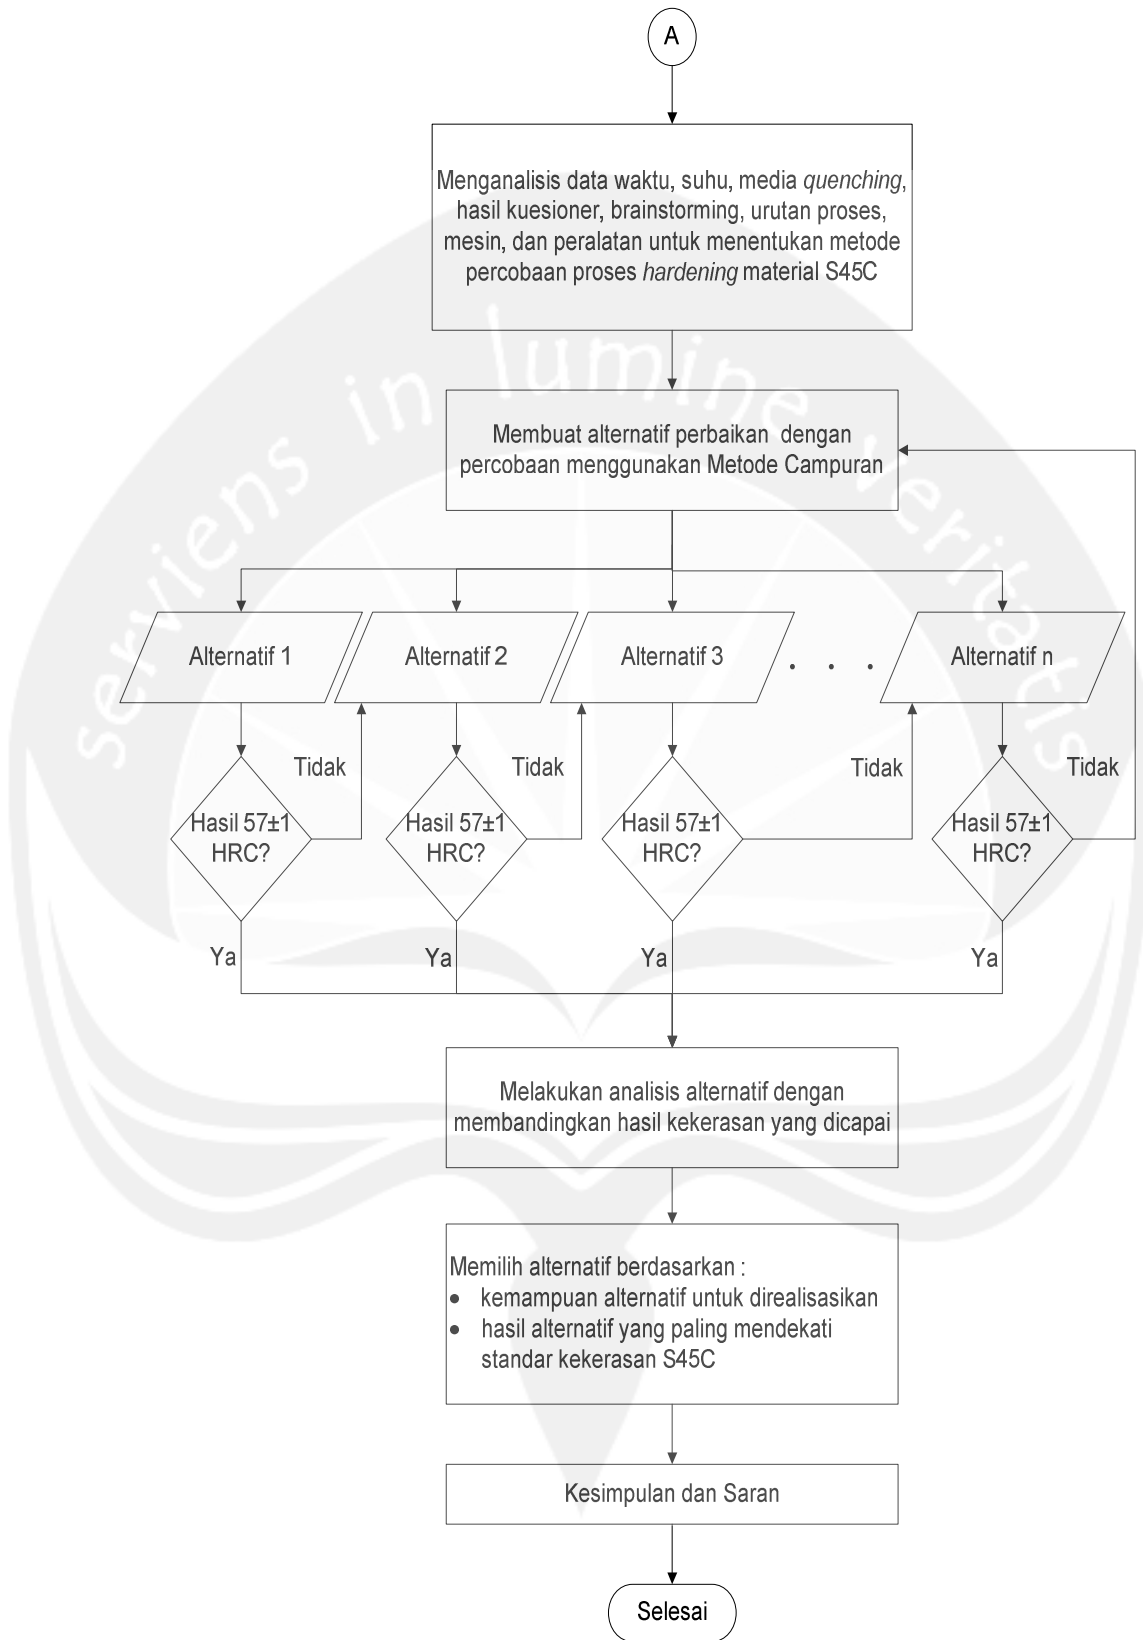 A
Menganalisis data waktu, suhu, media quenching,
hasil kuesioner, brainstorming, urutan proses,
mesin, dan peralatan untuk menentukan metode
percobaan proses hardening material S45C
serviens in lumine veritatis
Membuat alternatif perbaikan dengan
percobaan menggunakan Metode Campuran
Alternatif 1
Alternatif 2
Alternatif 3
. . .
Alternatif n
Tidak
Tidak
Tidak
Tidak
Hasil 57±1
HRC?
Hasil 57±1
HRC?
Hasil 57±1
HRC?
Hasil 57±1
HRC?
Ya
Ya
Ya
Ya
Melakukan analisis alternatif dengan
membandingkan hasil kekerasan yang dicapai
Memilih alternatif berdasarkan :
• kemampuan alternatif untuk direalisasikan
• hasil alternatif yang paling mendekati
standar kekerasan S45C
Kesimpulan dan Saran
Selesai